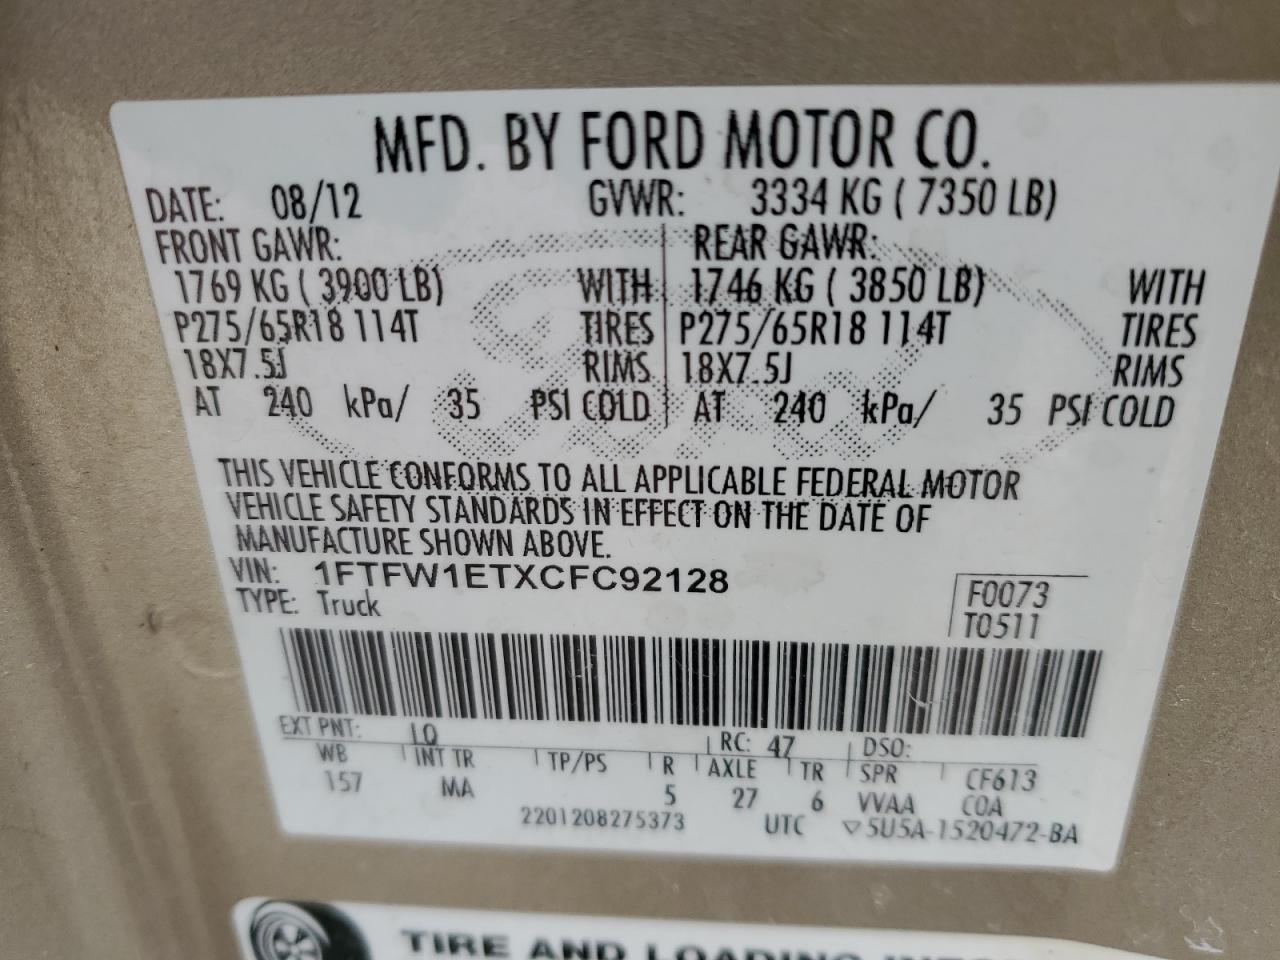 MFD. BY FORD MOTOR CO.
DATE: 08/12 GVWR: 3334 KG ( 7350 LB)
FRONT GAWR: REAR GAWR:
1769 KG ( 3900 LB) WITH 1746 KG ( 3850 LB) WITH
P275/65R18 114T TIRES P275/65R18 114T TIRES
18X7.5J RIMS 18X7.5J RIMS
AT 240 kPa/ 35 PSI COLD AT 240 kPa/ 35 PSI COLD
THIS VEHICLE CONFORMS TO ALL APPLICABLE FEDERAL MOTOR
VEHICLE SAFETY STANDARDS IN EFFECT ON THE DATE OF
MANUFACTURE SHOWN ABOVE.
VIN: 1FTFW1ETXCFC92128
TYPE: Truck
F0073
T0511
EXT PNT: LQ RC: 47 DSO:
WB INT TR TP/PS R AXLE TR SPR CF613
157 MA 5 27 6 VVAA COA
2201208275373 UTC ▽5U5A-1520472-BA
TIRE AND LOADING